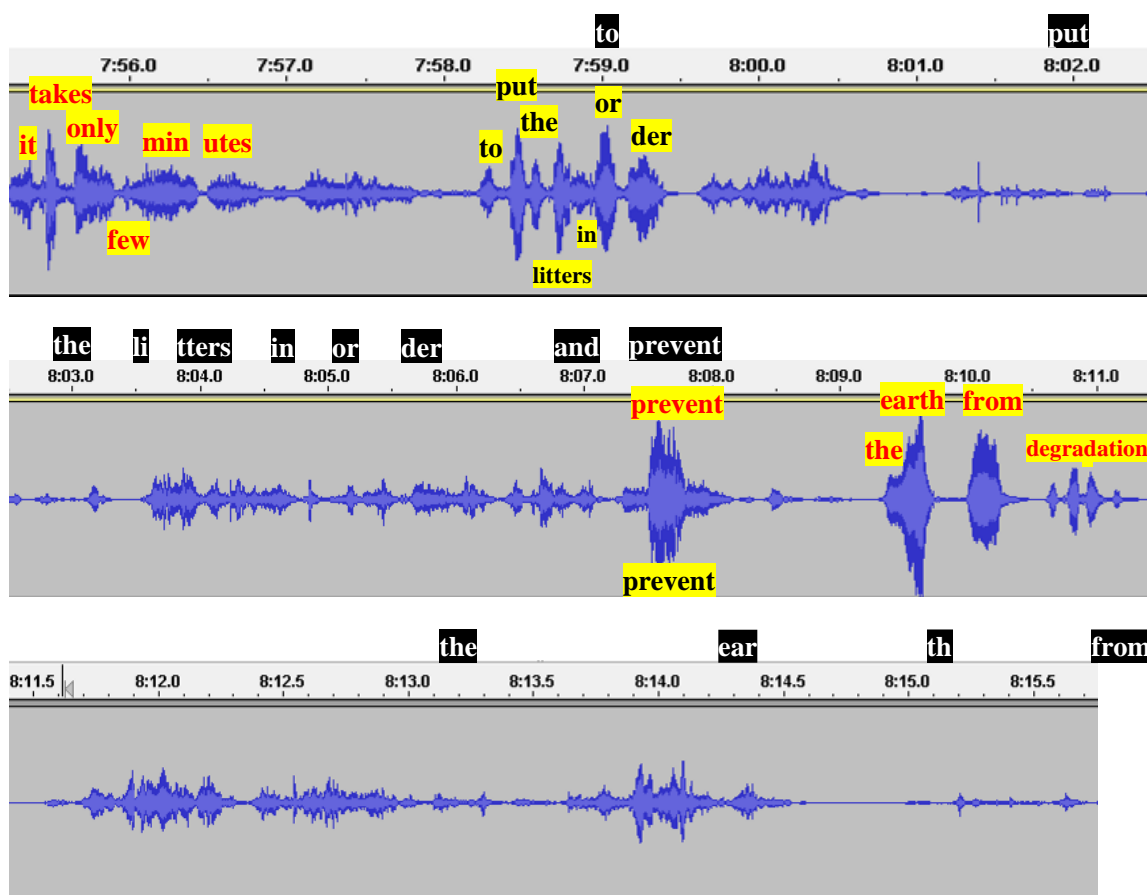 to put
7:56.0 7:57.0 7:58.0 7:59.0 8:00.0 8:01.0 8:02.0
takes put
only the or
it min utes to der
few in
litters
the li tters in or der and prevent
8:03.0 8:04.0 8:05.0 8:06.0 8:07.0 8:08.0 8:09.0 8:10.0 8:11.0
prevent earth from
the degradation
prevent
the ear th from
8:11.5 8:12.0 8:12.5 8:13.0 8:13.5 8:14.0 8:14.5 8:15.0 8:15.5